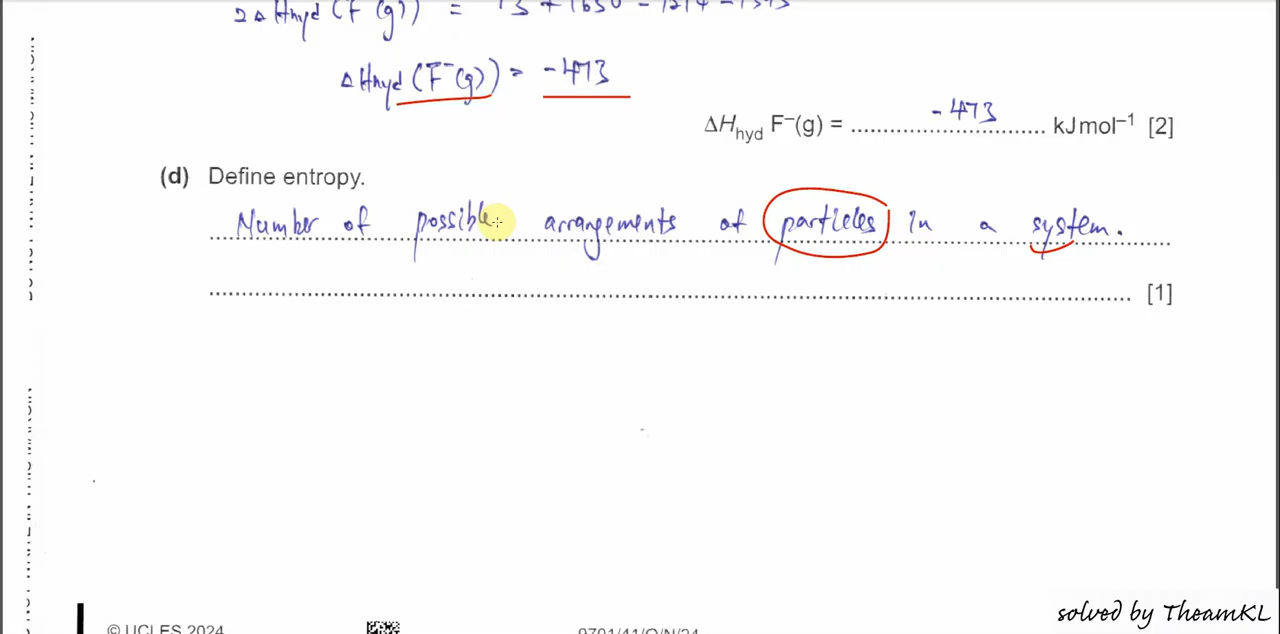 2ΔHhyd (F (g)) =
ΔHhyd (F⁻(g)) = -473
-473
ΔHhyd F⁻(g) = .......................................... kJ mol⁻¹ [2]
(d) Define entropy.
Number of possible arrangements of particles in a system.
[1]
© UCLES 2024
9701/41/O/N/24
solved by TheamKL